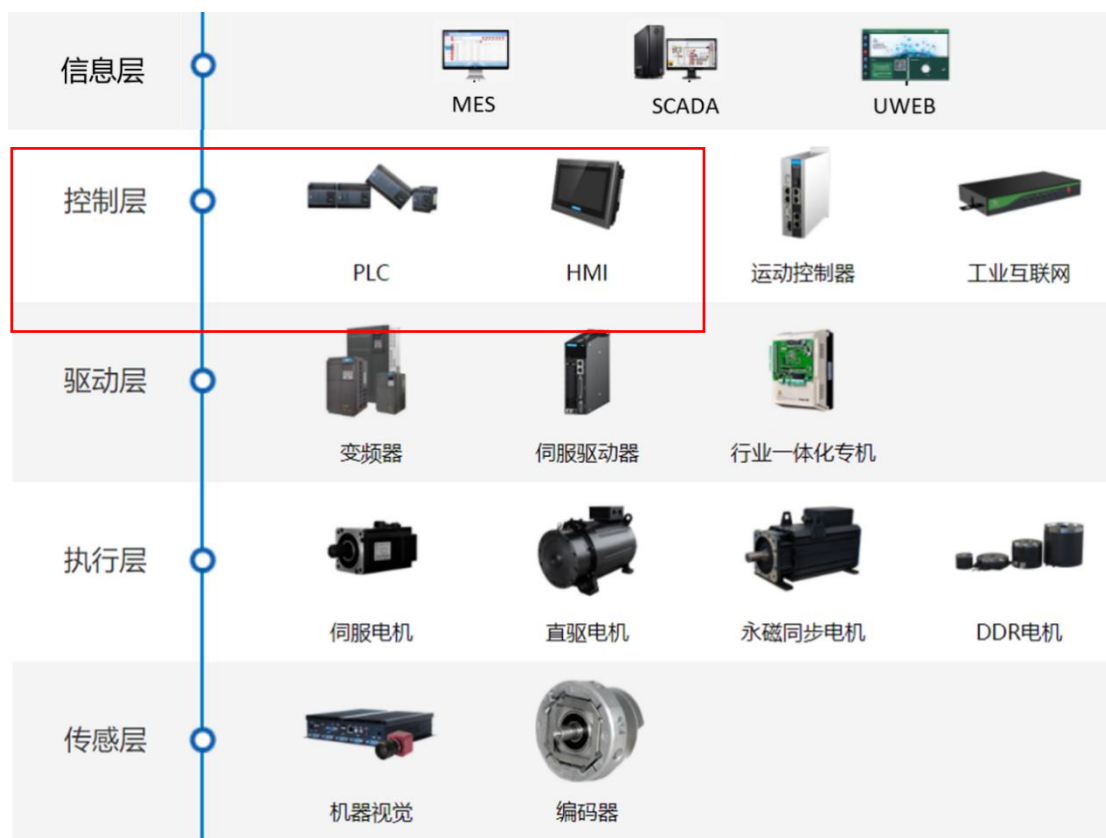 信息层
MES SCADA UWEB
控制层
PLC HMI 运动控制器 工业互联网
驱动层
变频器 伺服驱动器 行业一体化专机
执行层
伺服电机 直驱电机 永磁同步电机 DDR电机
传感层
机器视觉 编码器